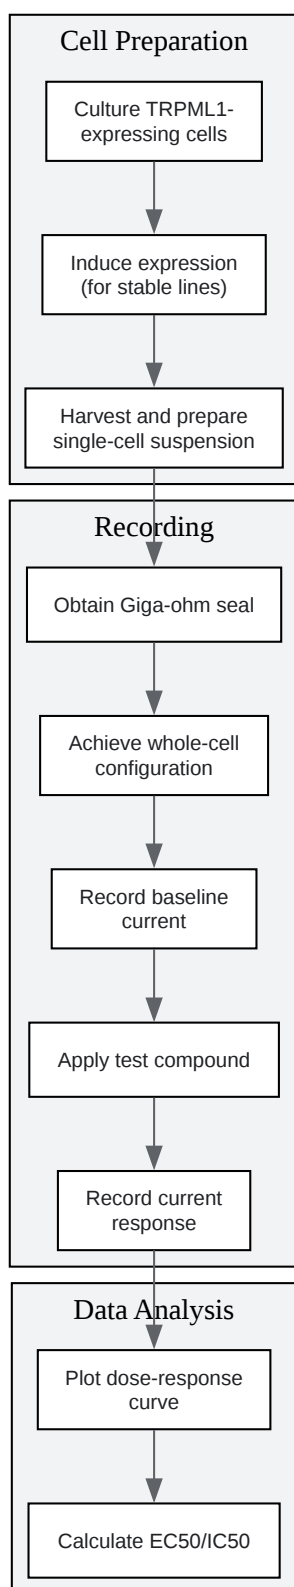 Cell Preparation
Culture TRPML1-
expressing cells
Induce expression
(for stable lines)
Harvest and prepare
single-cell suspension
Recording
Obtain Giga-ohm seal
Achieve whole-cell
configuration
Record baseline
current
Apply test compound
Record current
response
Data Analysis
Plot dose-response
curve
Calculate EC50/IC50